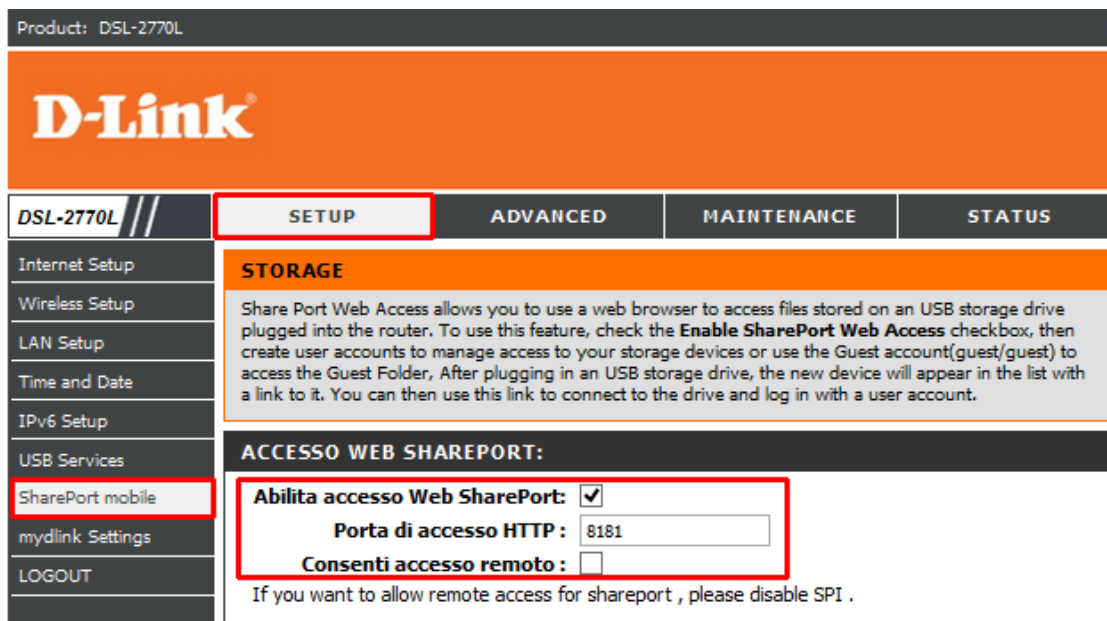 Product: DSL-2770L
D-Link®
DSL-2770L
SETUP
ADVANCED
MAINTENANCE
STATUS
Internet Setup
Wireless Setup
LAN Setup
Time and Date
IPv6 Setup
USB Services
SharePort mobile
mydlink Settings
LOGOUT
STORAGE
Share Port Web Access allows you to use a web browser to access files stored on an USB storage drive
plugged into the router. To use this feature, check the Enable SharePort Web Access checkbox, then
create user accounts to manage access to your storage devices or use the Guest account(guest/guest) to
access the Guest Folder, After plugging in an USB storage drive, the new device will appear in the list with
a link to it. You can then use this link to connect to the drive and log in with a user account.
ACCESSO WEB SHAREPORT:
Abilita accesso Web SharePort:
Porta di accesso HTTP : 8181
Consenti accesso remoto :
If you want to allow remote access for shareport , please disable SPI .